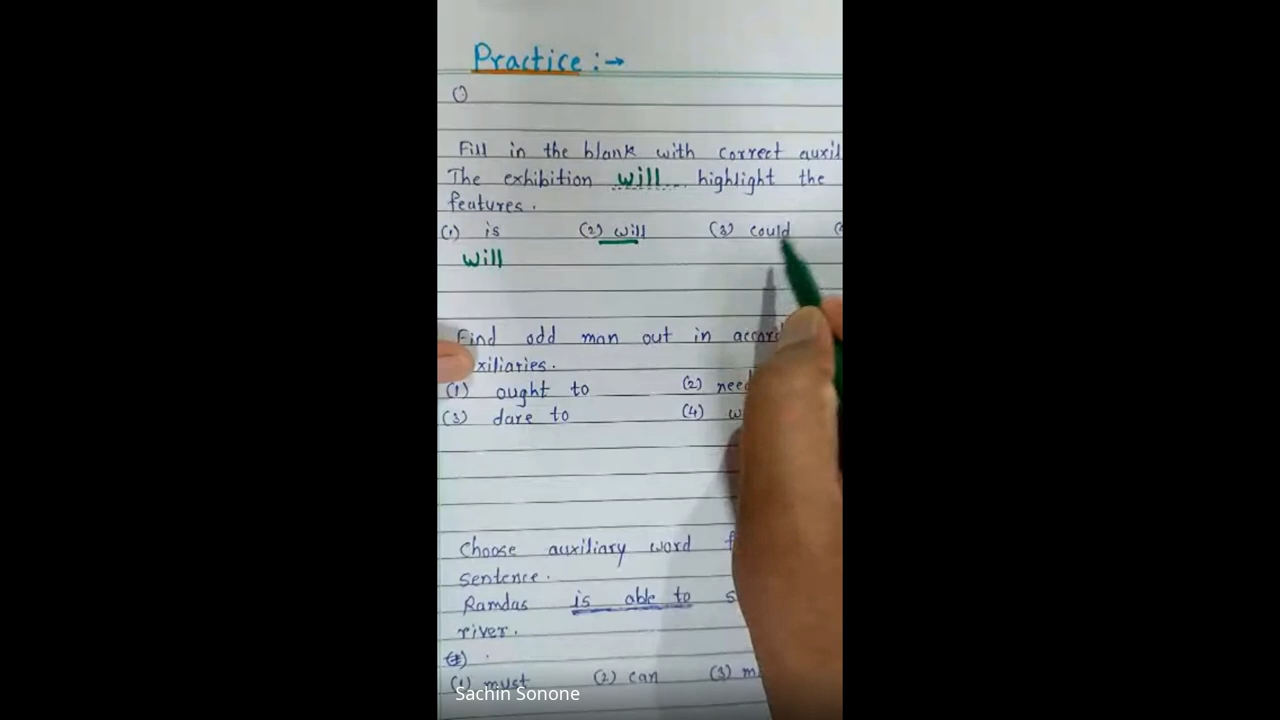 Practice :→
Fill in the blank with correct auxil
The exhibition will highlight the
features.
(1) is (2) will (3) could
will
Find odd man out in accord
xiliaries.
(1) ought to (2) need
(3) dare to (4) w
Choose auxiliary word f
sentence.
Ramdas is able to s
river.
(1) must (2) can (3) m
Sachin Sonone